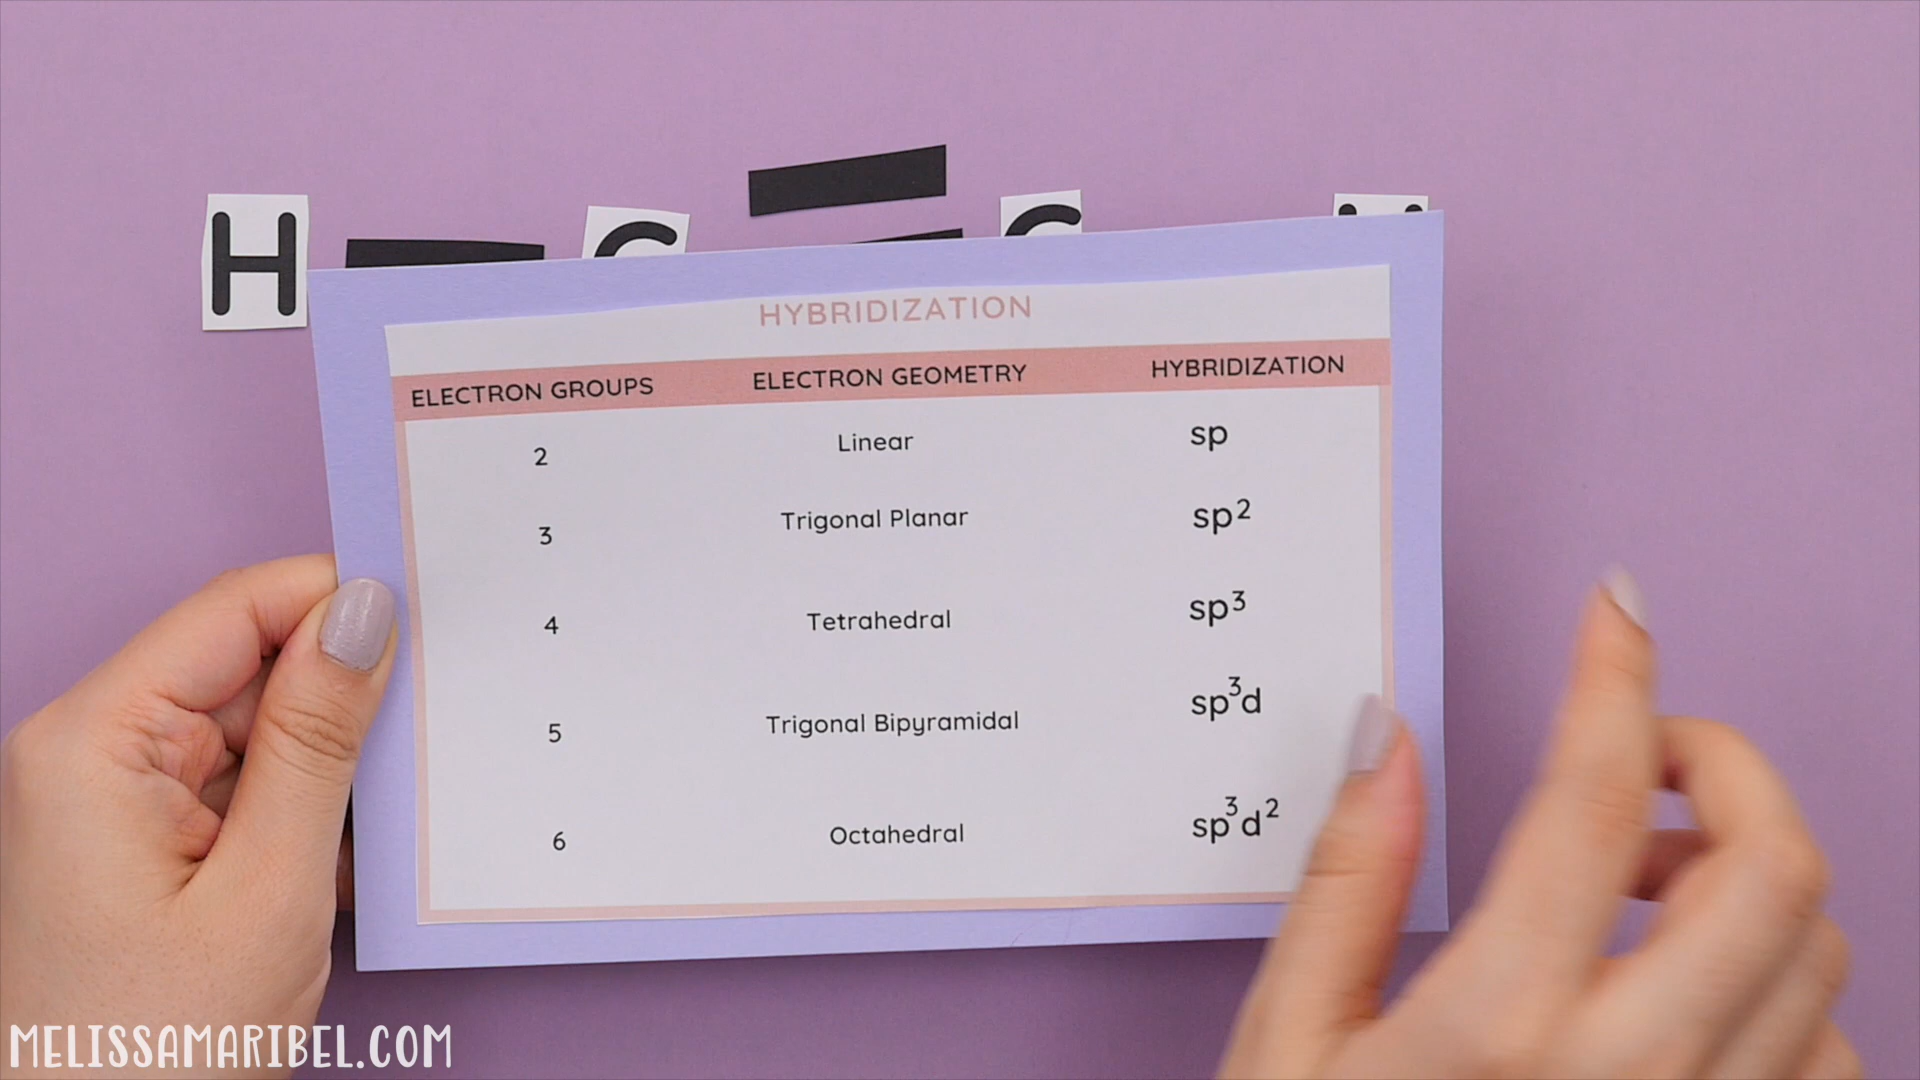 H C C H
HYBRIDIZATION
ELECTRON GROUPS ELECTRON GEOMETRY HYBRIDIZATION
2 Linear sp
3 Trigonal Planar sp²
4 Tetrahedral sp³
5 Trigonal Bipyramidal sp³d
6 Octahedral sp³d²
MELISSAMARIBEL.COM